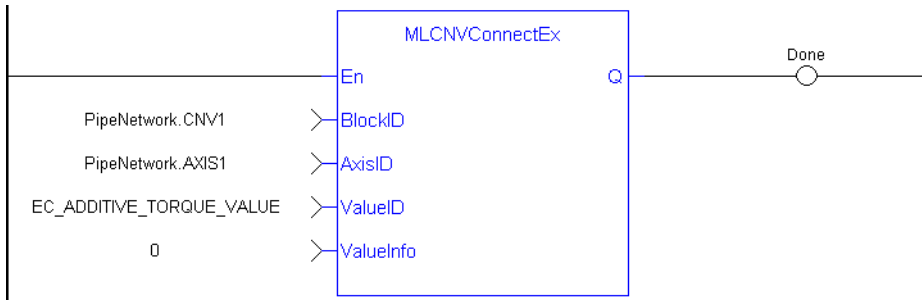 MLCNVConnectEx
Done
En Q
PipeNetwork.CNV1 BlockID
PipeNetwork.AXIS1 AxisID
EC_ADDITIVE_TORQUE_VALUE ValueID
0 ValueInfo